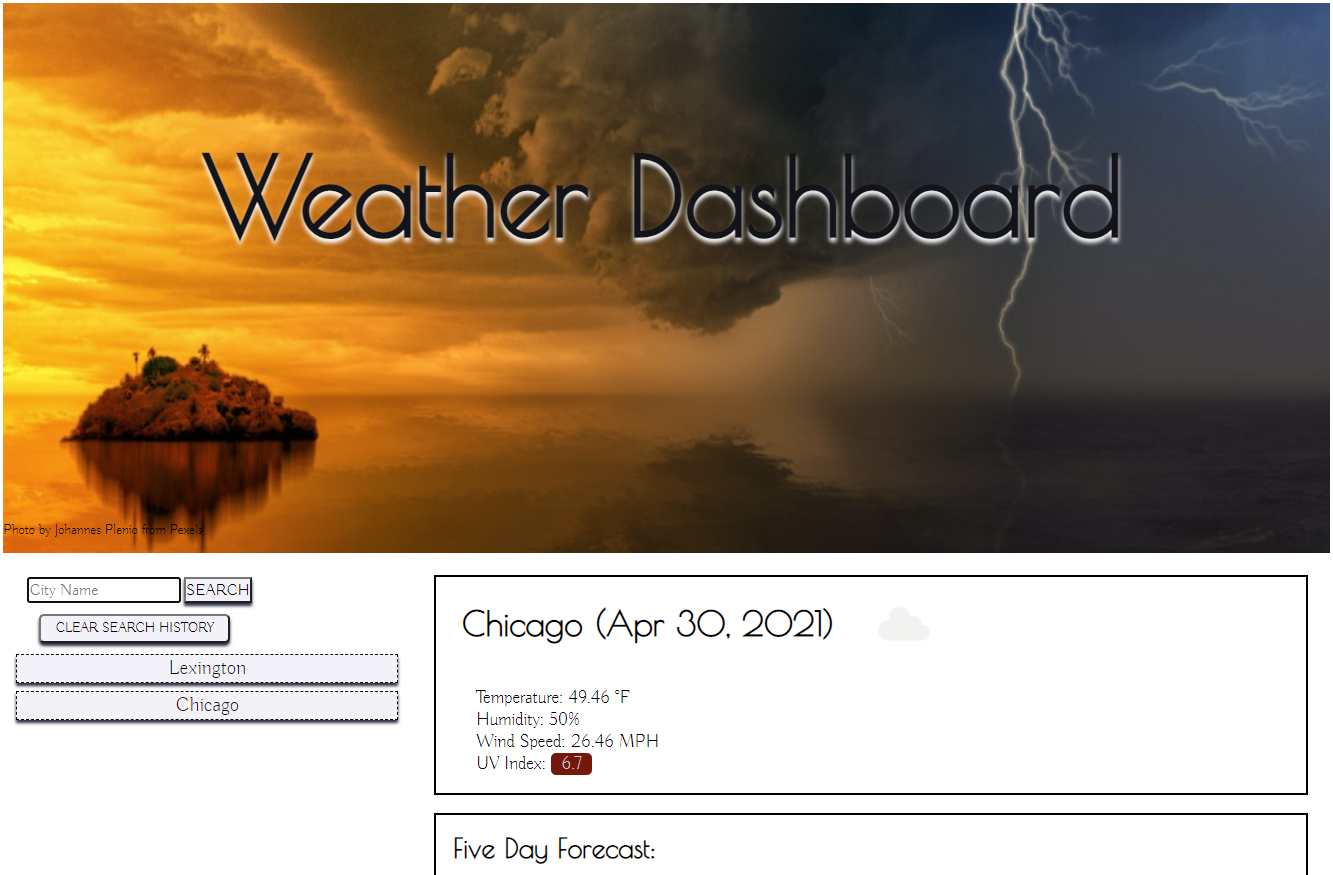 Weather Dashboard
Photo by Johannes Plenio from Pexels
City Name SEARCH
CLEAR SEARCH HISTORY
Lexington
Chicago
Chicago (Apr 30, 2021)
Temperature: 49.46 °F
Humidity: 50%
Wind Speed: 26.46 MPH
UV Index: 6.7
Five Day Forecast: